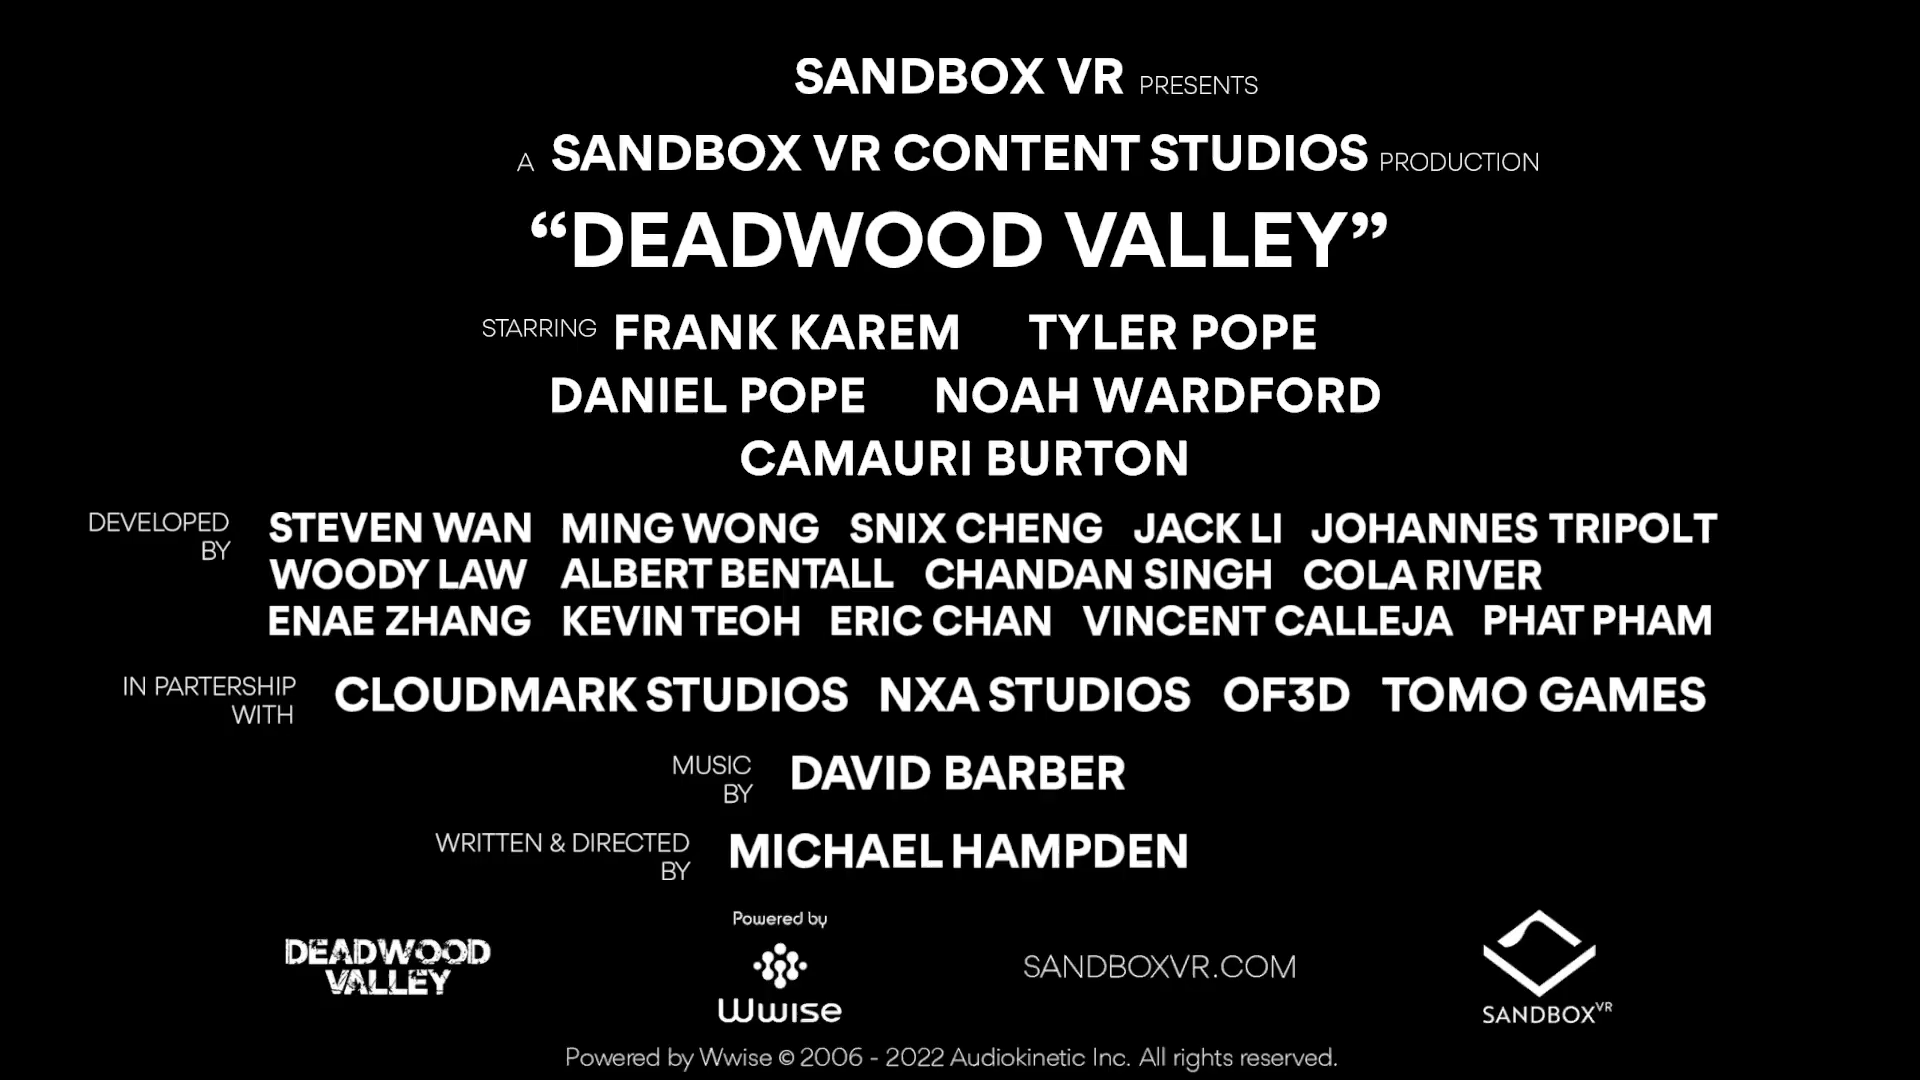 SANDBOX VR PRESENTS
A SANDBOX VR CONTENT STUDIOS PRODUCTION
“DEADWOOD VALLEY”
STARRING FRANK KAREM TYLER POPE
DANIEL POPE NOAH WARDFORD
CAMAURI BURTON
DEVELOPED BY
STEVEN WAN MING WONG SNIX CHENG JACK LI JOHANNES TRIPOLT
WOODY LAW ALBERT BENTALL CHANDAN SINGH COLA RIVER
ENAE ZHANG KEVIN TEOH ERIC CHAN VINCENT CALLEJA PHAT PHAM
IN PARTERSHIP WITH
CLOUDMARK STUDIOS NXA STUDIOS OF3D TOMO GAMES
MUSIC BY
DAVID BARBER
WRITTEN & DIRECTED BY
MICHAEL HAMPDEN
DEADWOOD
VALLEY
Powered by
Wwise
SANDBOXVR.COM
SANDBOX VR
Powered by Wwise © 2006 - 2022 Audiokinetic Inc. All rights reserved.